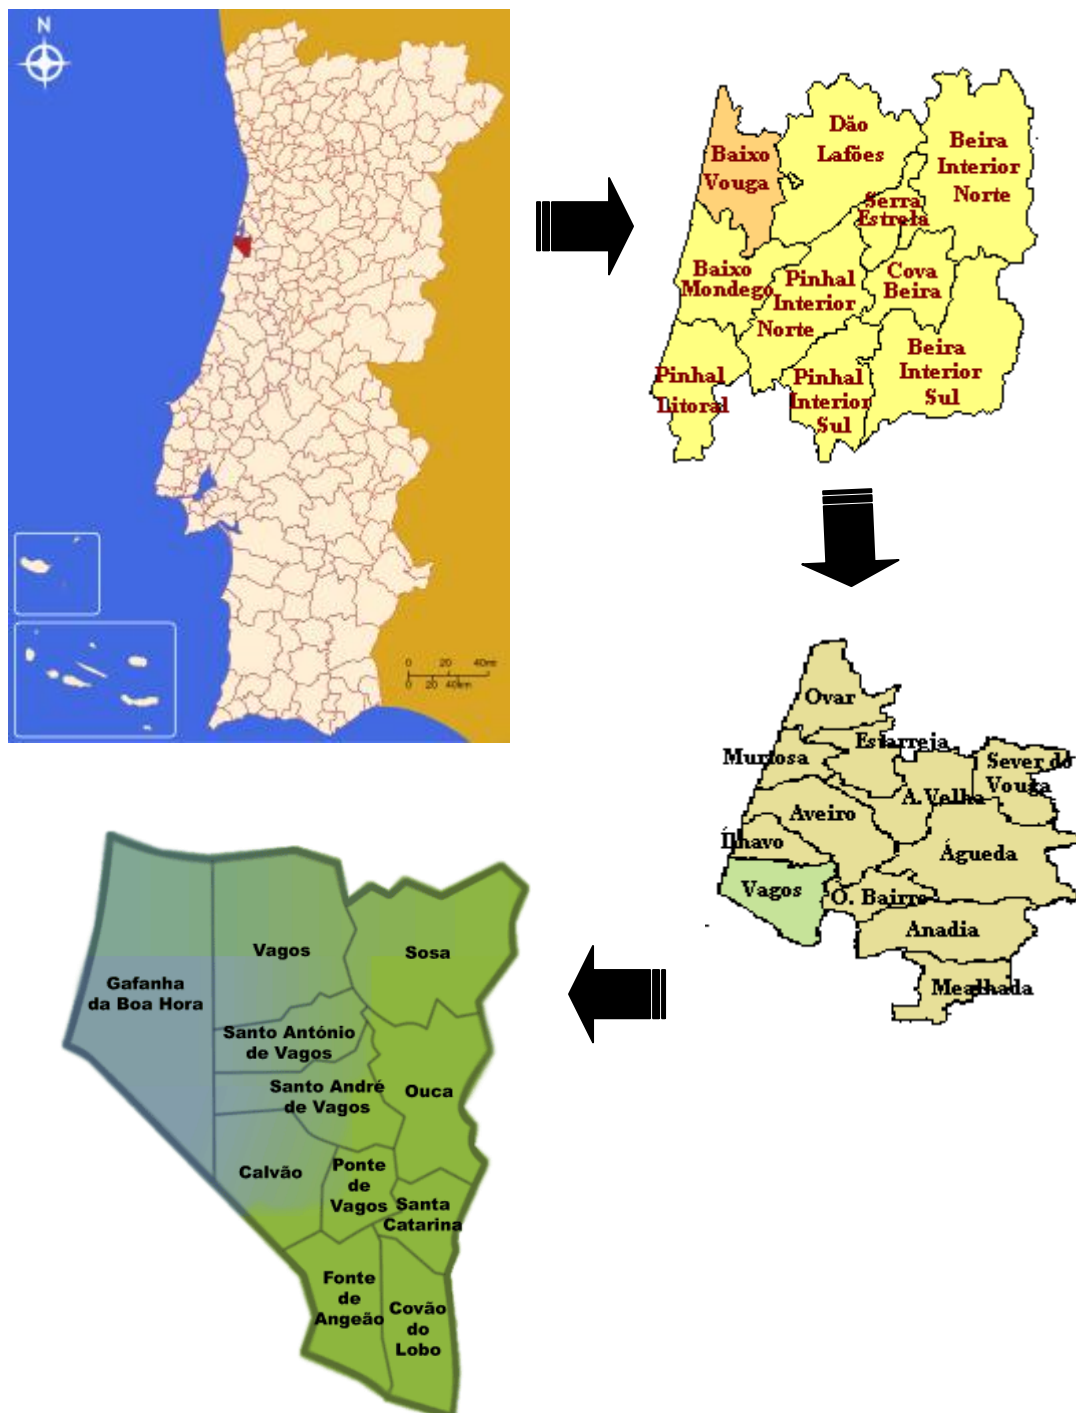 N
0 20 40mi
0 20 40km
Dão
Lafões
Beira
Interior
Norte
Baixo
Vouga
Serra
Estrela
Baixo
Mondego
Pinhal
Interior
Norte
Cova
Beira
Pinhal
Litoral
Pinhal
Interior
Sul
Beira
Interior
Sul
Ovar
Estarreja
Murtosa
Sever do
Vouga
A. Velha
Aveiro
Ílhavo
Águeda
Vagos
O. Bairro
Anadia
Mealhada
Vagos
Sosa
Gafanha
da Boa Hora
Santo António
de Vagos
Santo André
de Vagos
Ouca
Calvão
Ponte
de
Vagos
Santa
Catarina
Fonte
de
Angeão
Covão
do
Lobo